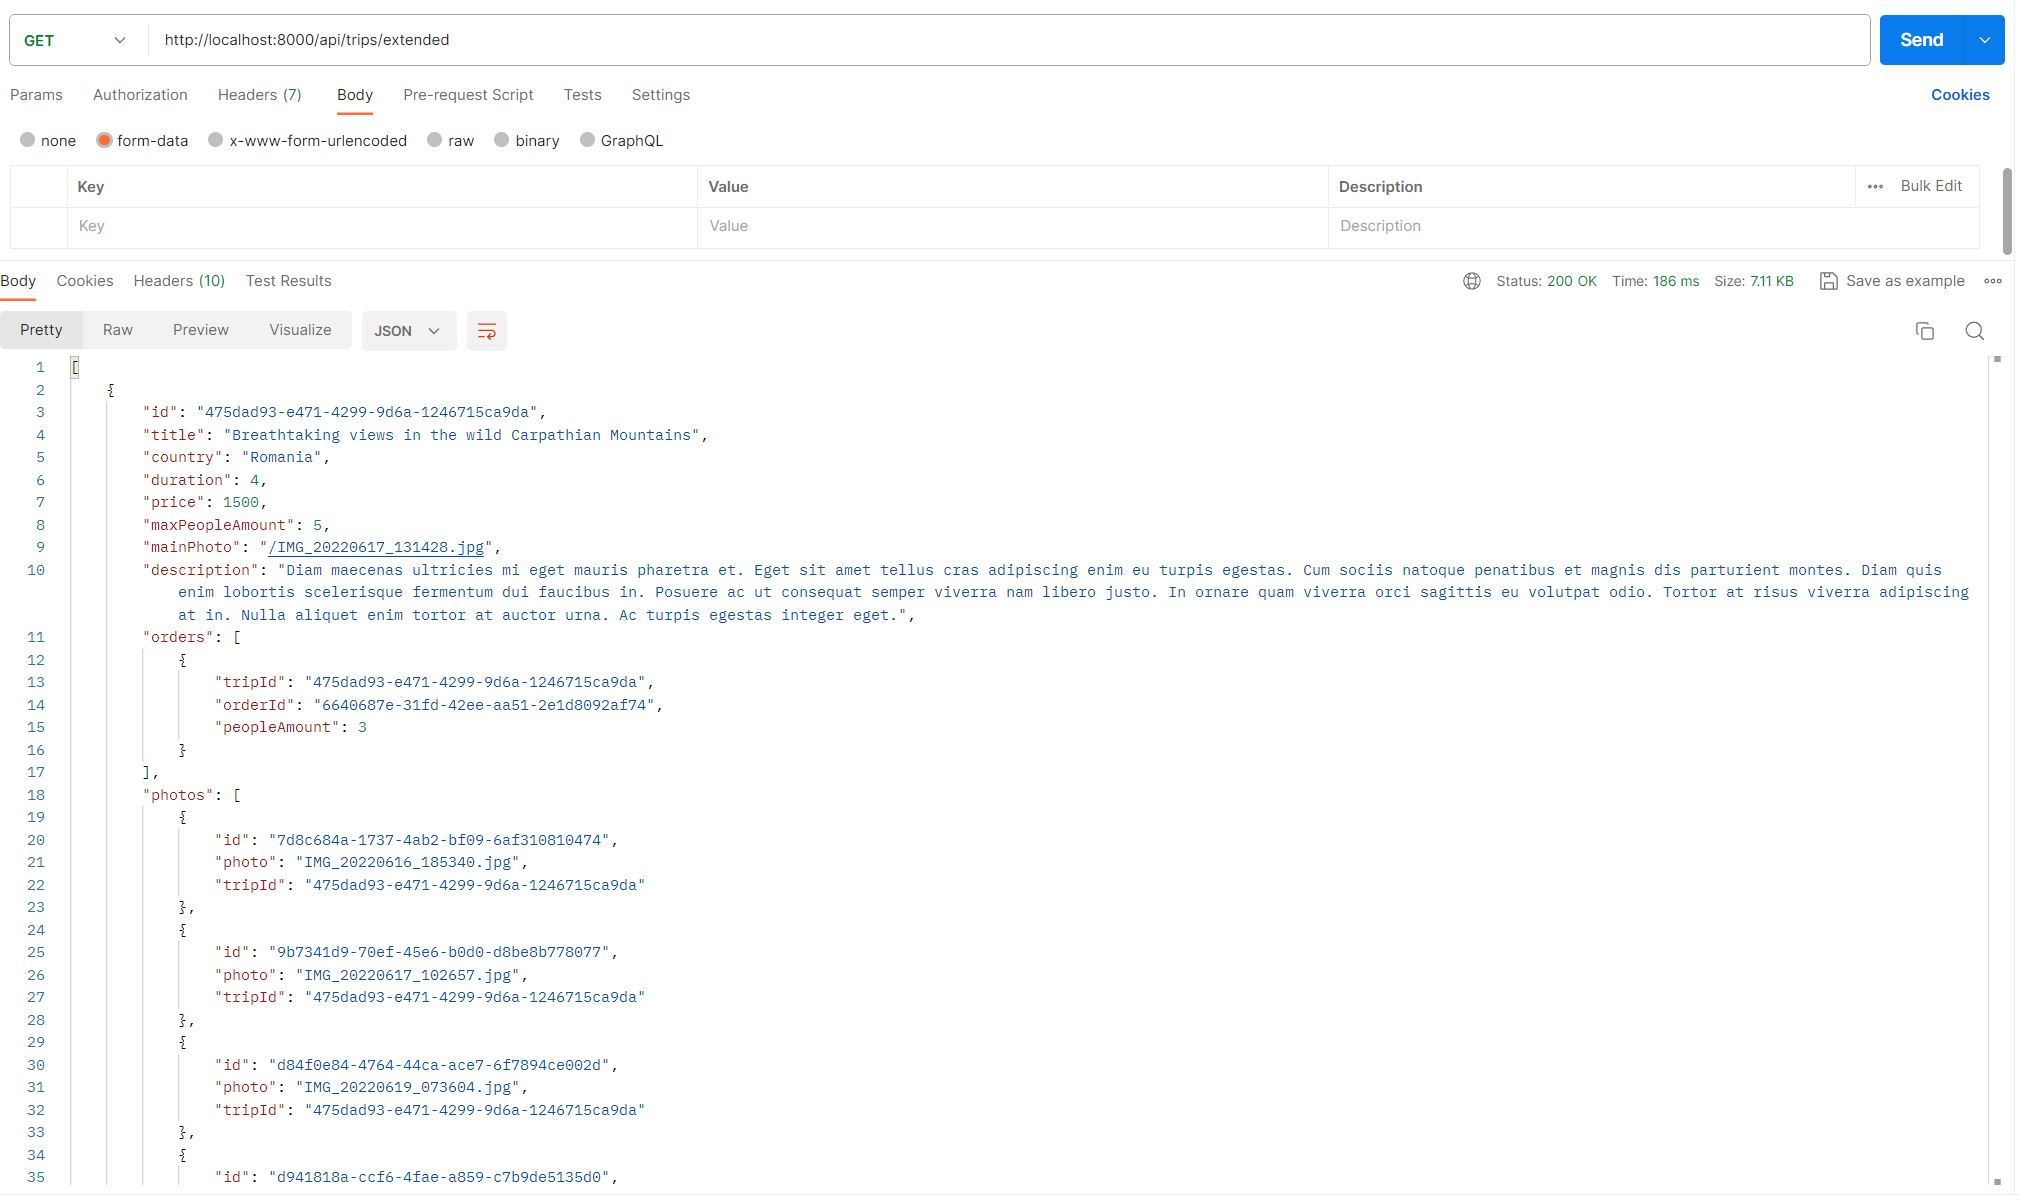 GET http://localhost:8000/api/trips/extended Send
Params Authorization Headers (7) Body Pre-request Script Tests Settings Cookies
none form-data x-www-form-urlencoded raw binary GraphQL
Key Value Description Bulk Edit
Key Value Description
Body Cookies Headers (10) Test Results Status: 200 OK Time: 186 ms Size: 7.11 KB Save as example
Pretty Raw Preview Visualize JSON
1 [
2 {
3 "id": "475dad93-e471-4299-9d6a-1246715ca9da",
4 "title": "Breathtaking views in the wild Carpathian Mountains",
5 "country": "Romania",
6 "duration": 4,
7 "price": 1500,
8 "maxPeopleAmount": 5,
9 "mainPhoto": "/IMG_20220617_131428.jpg",
10 "description": "Diam maecenas ultricies mi eget mauris pharetra et. Eget sit amet tellus cras adipiscing enim eu turpis egestas. Cum sociis natoque penatibus et magnis dis parturient montes. Diam quis
enim lobortis scelerisque fermentum dui faucibus in. Posuere ac ut consequat semper viverra nam libero justo. In ornare quam viverra orci sagittis eu volutpat odio. Tortor at risus viverra adipiscing
at in. Nulla aliquet enim tortor at auctor urna. Ac turpis egestas integer eget.",
11 "orders": [
12 {
13 "tripId": "475dad93-e471-4299-9d6a-1246715ca9da",
14 "orderId": "6640687e-31fd-42ee-aa51-2e1d8092af74",
15 "peopleAmount": 3
16 }
17 ],
18 "photos": [
19 {
20 "id": "7d8c684a-1737-4ab2-bf09-6af310810474",
21 "photo": "IMG_20220616_185340.jpg",
22 "tripId": "475dad93-e471-4299-9d6a-1246715ca9da"
23 },
24 {
25 "id": "9b7341d9-70ef-45e6-b0d0-d8be8b778077",
26 "photo": "IMG_20220617_102657.jpg",
27 "tripId": "475dad93-e471-4299-9d6a-1246715ca9da"
28 },
29 {
30 "id": "d84f0e84-4764-44ca-ace7-6f7894ce002d",
31 "photo": "IMG_20220619_073604.jpg",
32 "tripId": "475dad93-e471-4299-9d6a-1246715ca9da"
33 },
34 {
35 "id": "d941818a-ccf6-4fae-a859-c7b9de5135d0",